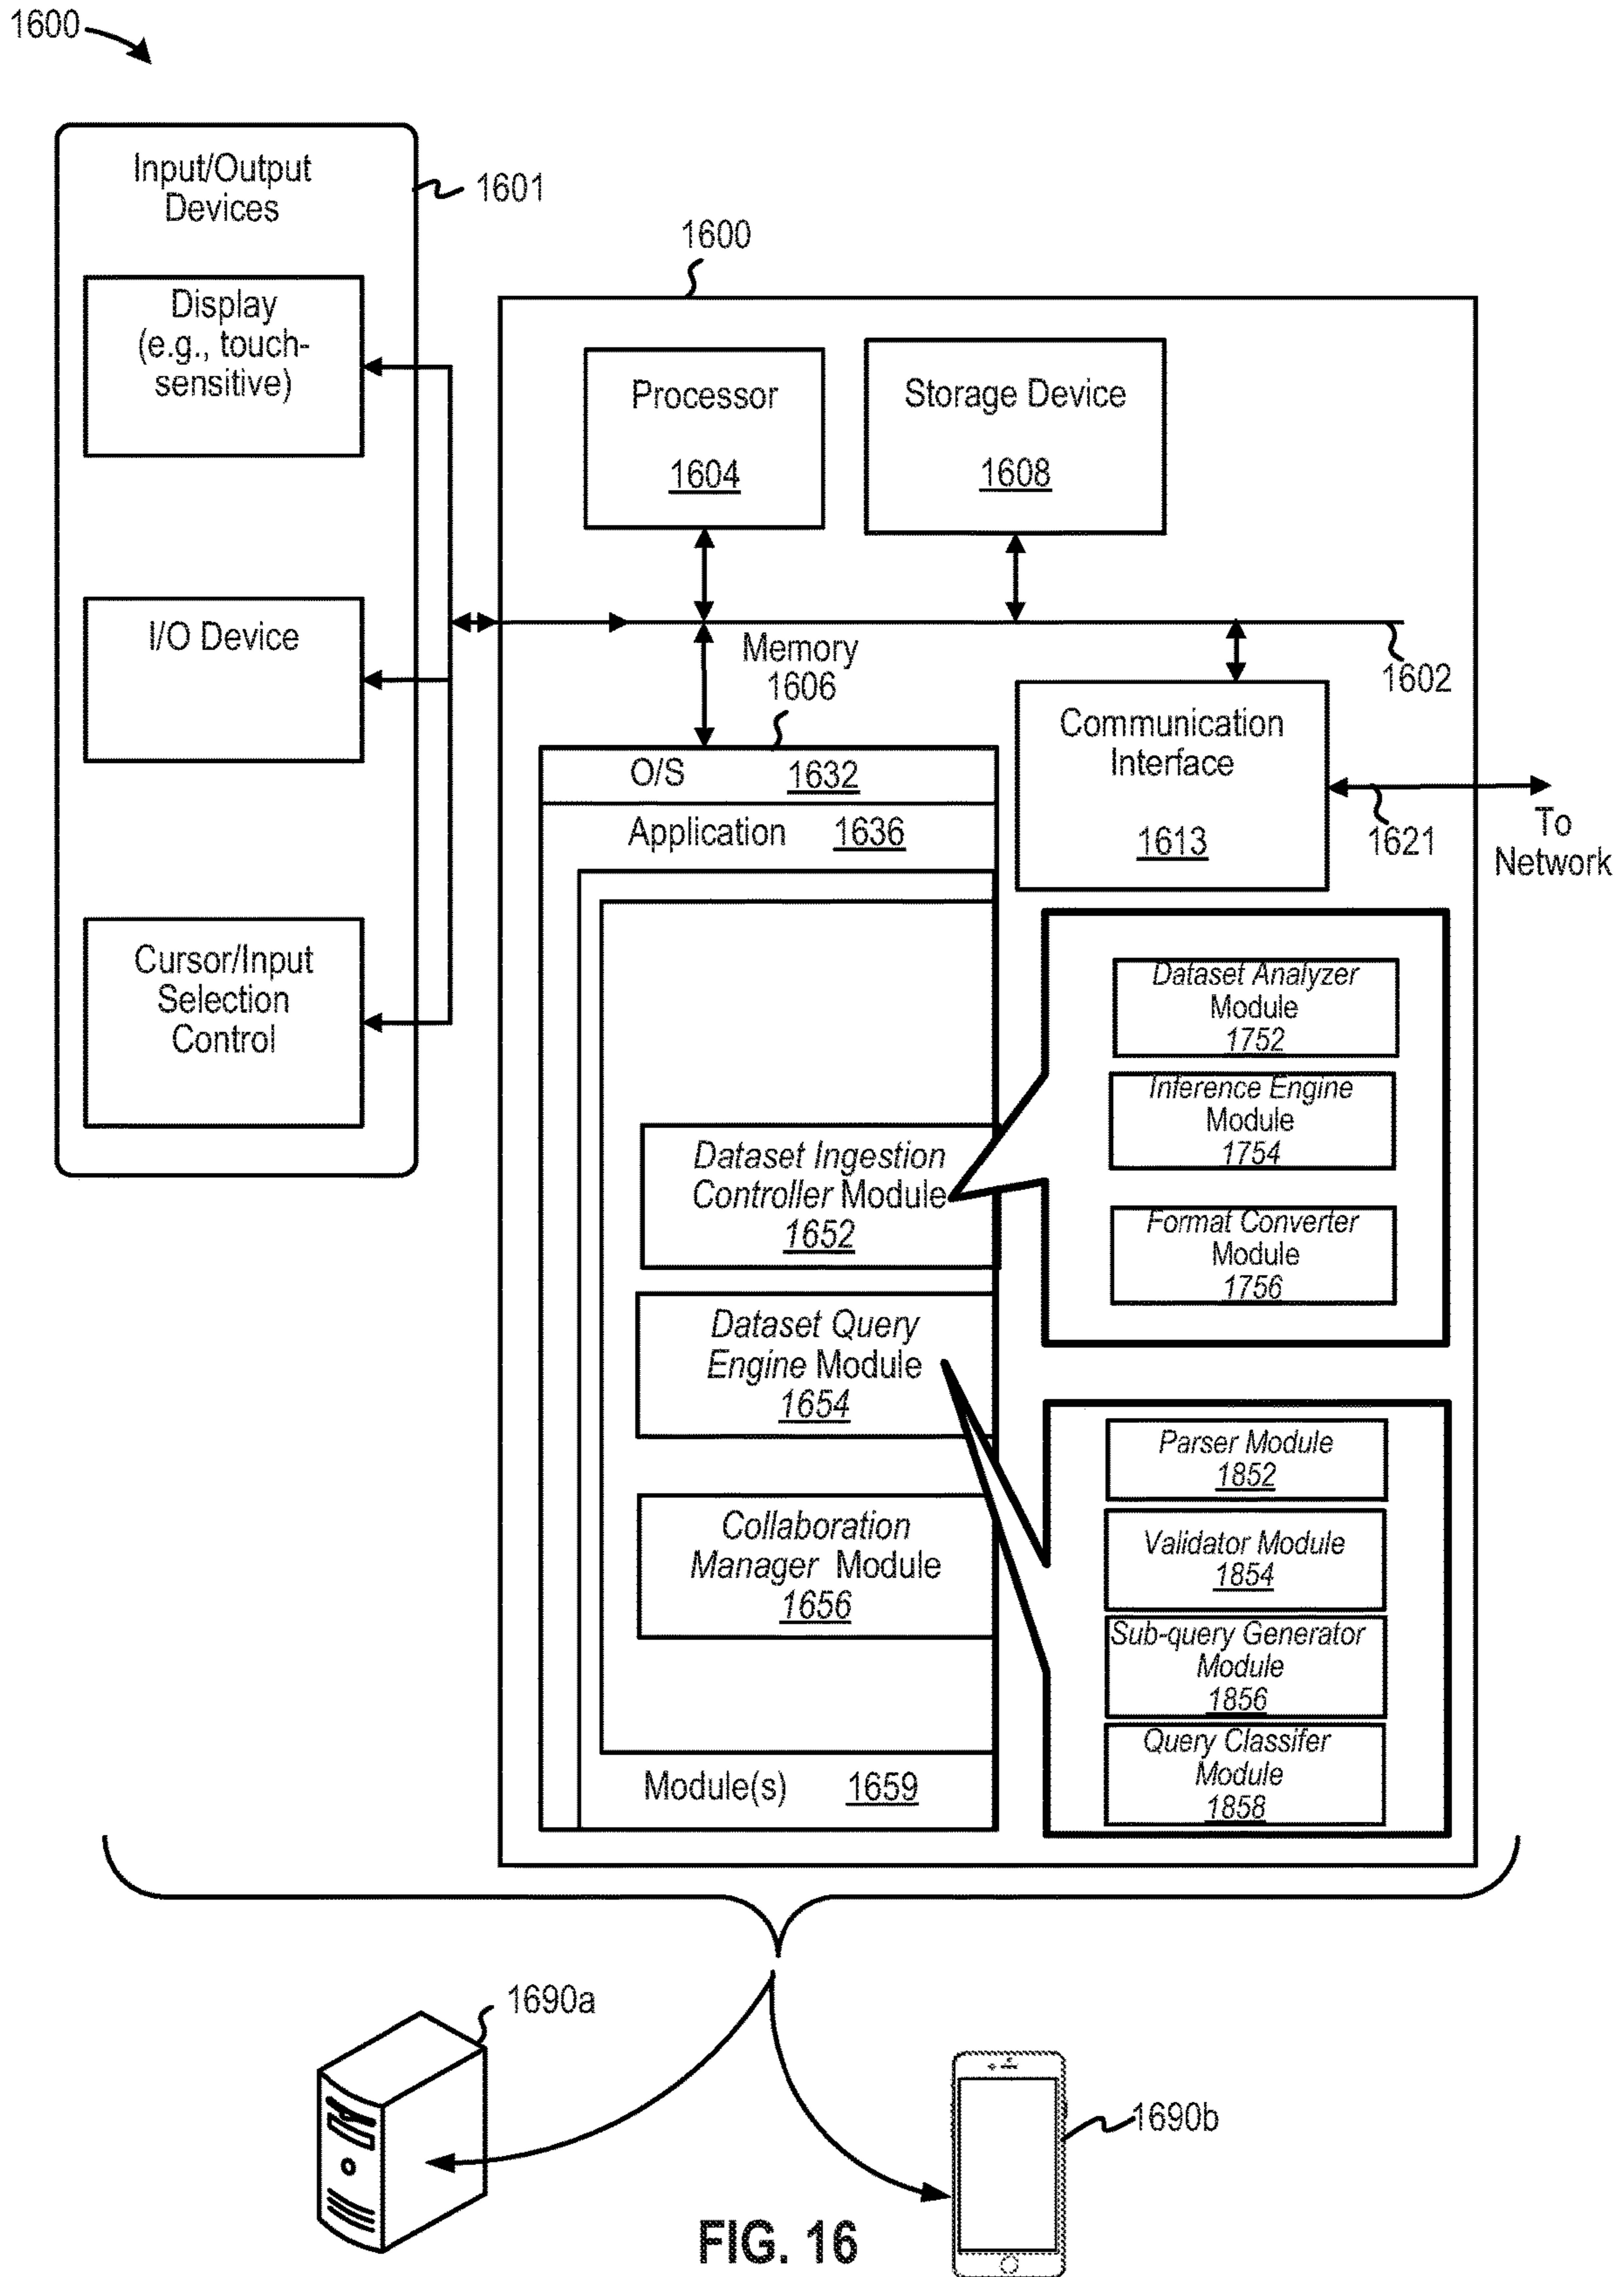 1600
Input/Output
Devices
1601
Display
(e.g., touch-
sensitive)
I/O Device
Cursor/Input
Selection
Control
1600
Processor
1604
Storage Device
1608
Memory
1606
1602
Communication
Interface
1613
1621
To
Network
O/S 1632
Application 1636
Dataset Ingestion
Controller Module
1652
Dataset Query
Engine Module
1654
Collaboration
Manager Module
1656
Module(s) 1659
Dataset Analyzer
Module
1752
Inference Engine
Module
1754
Format Converter
Module
1756
Parser Module
1852
Validator Module
1854
Sub-query Generator
Module
1856
Query Classifer
Module
1858
1690a
1690b
FIG. 16